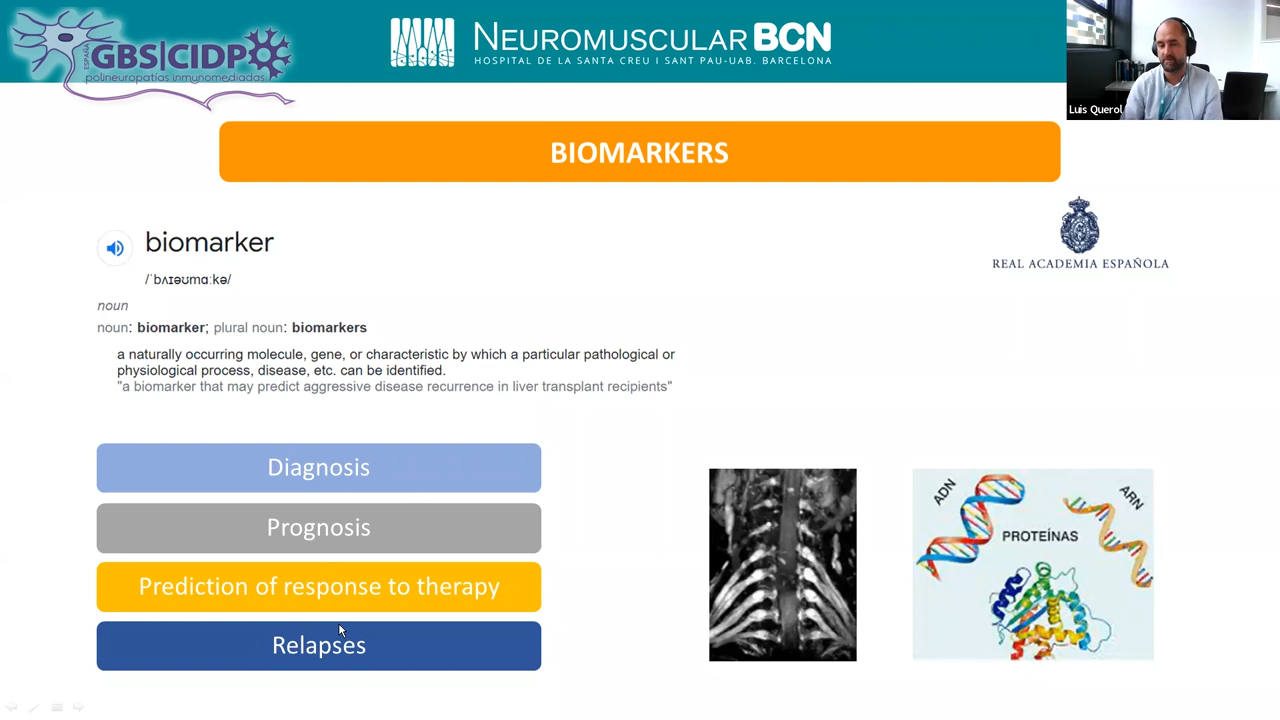 ESPAÑA
GBS|CIDP
polineuropatías inmunomediadas
NEUROMUSCULAR BCN
HOSPITAL DE LA SANTA CREU I SANT PAU-UAB. BARCELONA
Luis Querol
BIOMARKERS
biomarker
/ˈbʌɪəʊmɑːkə/
noun
noun: biomarker; plural noun: biomarkers
a naturally occurring molecule, gene, or characteristic by which a particular pathological or
physiological process, disease, etc. can be identified.
"a biomarker that may predict aggressive disease recurrence in liver transplant recipients"
REAL ACADEMIA ESPAÑOLA
Diagnosis
Prognosis
Prediction of response to therapy
Relapses
ADN
ARN
PROTEÍNAS